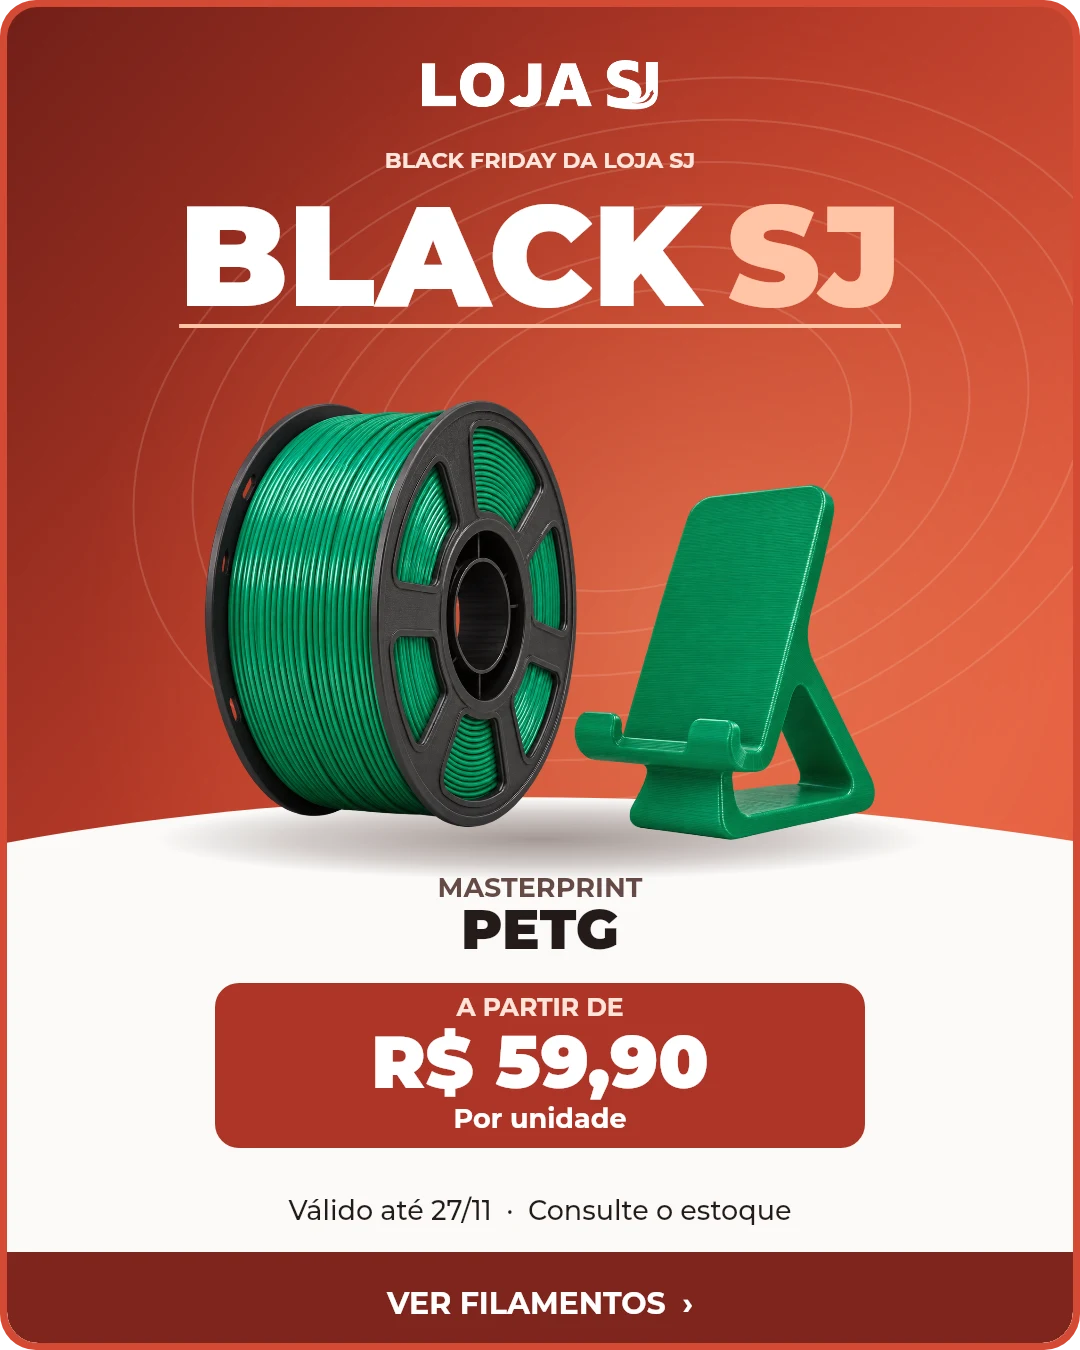 LOJA SJ
BLACK FRIDAY DA LOJA SJ
BLACK SJ
MASTERPRINT
PETG
A PARTIR DE
R$ 59,90
Por unidade
Válido até 27/11 · Consulte o estoque
VER FILAMENTOS ›